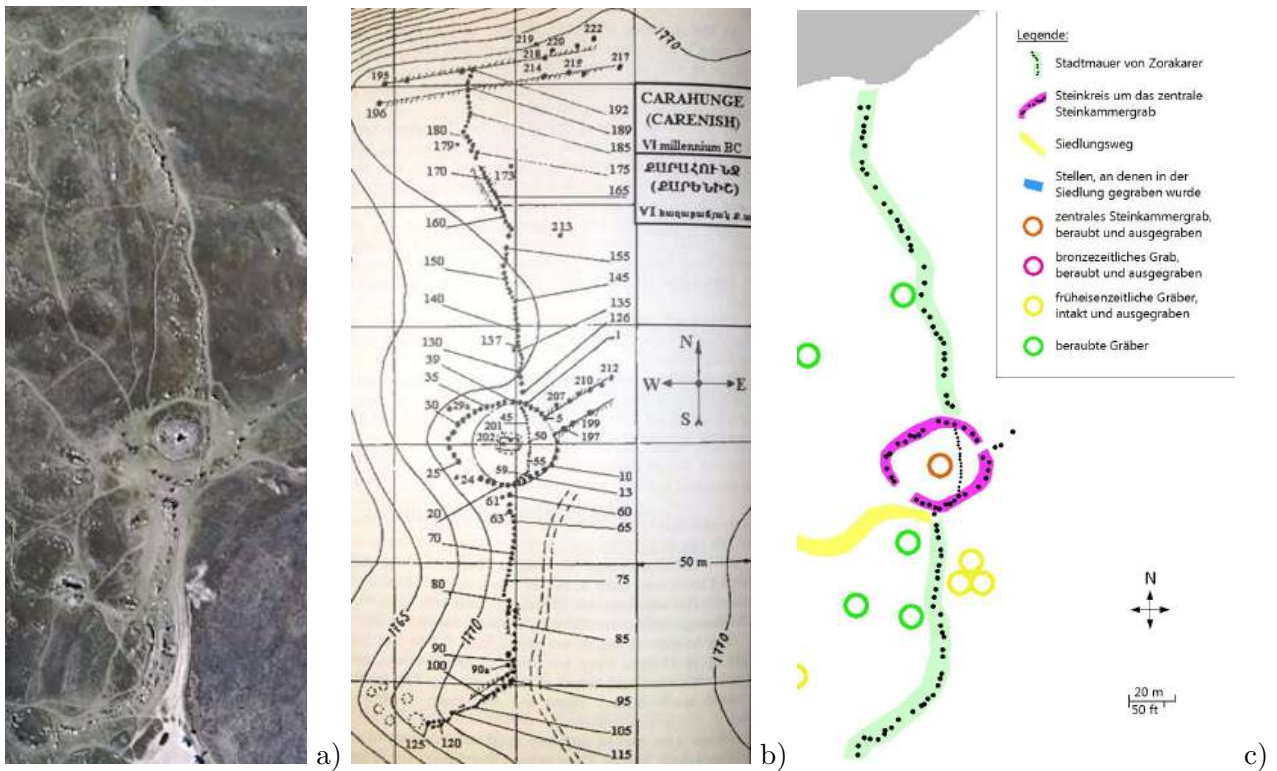 a)
219 220 222
218 217
195 214 215
196
192
189
180 185
179*
175
170 173
165
160 213
155
150 145
140 135
126
137
130 1
39
35 212
210
30 29 207
45 5
201 199
202 50 197
25 55
24 59 10
13
20 61 60
63 65
70
50 m
75
80
85
90
90a
100
95
105
125 120
115
1770
1765
1770
1770
CARAHUNGE
(CARENISH)
VI millennium BC
ՔԱՐԱՀՈՒՆՋ
(ՔԱՐԵՆԻՇ)
N
W E
S
b)
Legende:
Stadtmauer von Zorakarer
Steinkreis um das zentrale
Steinkammergrab
Siedlungsweg
Stellen, an denen in der
Siedlung gegraben wurde
zentrales Steinkammergrab,
beraubt und ausgegraben
bronzezeitliches Grab,
beraubt und ausgegraben
früheisenzeitliche Gräber,
intakt und ausgegraben
beraubte Gräber
N
20 m
50 ft
c)